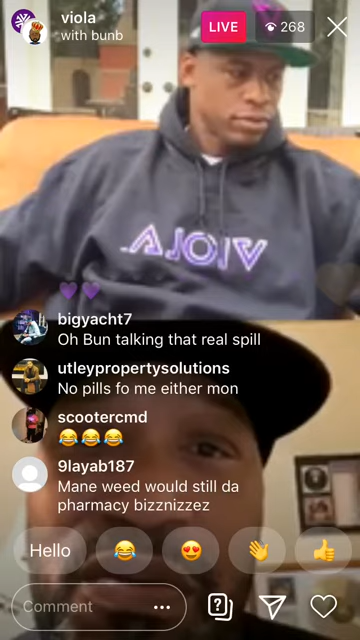 viola
with bunb
LIVE
268
VIOLA
bigyacht7
Oh Bun talking that real spill
utleypropertysolutions
No pills fo me either mon
scootercmd
😂😂😂
9layab187
Mane weed would still da
pharmacy bizznizzez
Hello
😂
😍
👋
👍
Comment